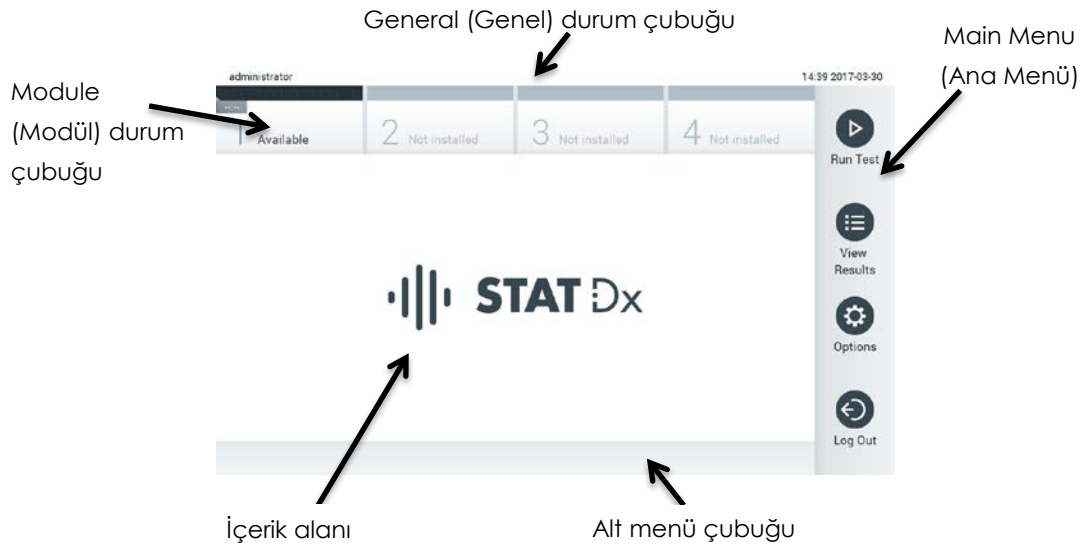 General (Genel) durum çubuğu
Main Menu
(Ana Menü)
Module
(Modül) durum
çubuğu
administrator
14:39 2017-03-30
--:--
1 Available
2 Not installed
3 Not installed
4 Not installed
Run Test
View
Results
STAT Dx
Options
Log Out
İçerik alanı
Alt menü çubuğu